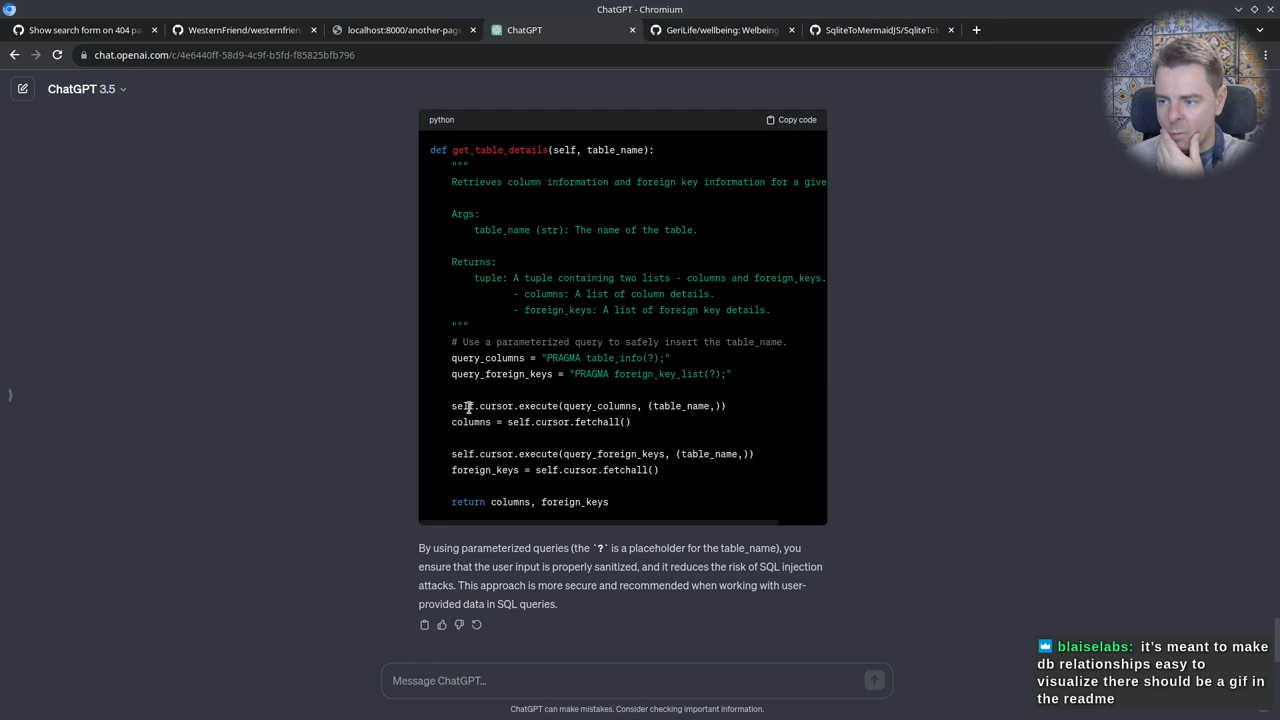 ChatGPT - Chromium
Show search form on 404 pa
WesternFriend/westernfrien
localhost:8000/another-page
ChatGPT
GeriLife/wellbeing: Welbeing
SqliteToMermaidJS/SqliteTo
chat.openai.com/c/4e6440ff-58d9-4c9f-b5fd-f85825bfb796
ChatGPT 3.5
python
Copy code
def get_table_details(self, table_name):
"""
Retrieves column information and foreign key information for a give
Args:
table_name (str): The name of the table.
Returns:
tuple: A tuple containing two lists - columns and foreign_keys.
- columns: A list of column details.
- foreign_keys: A list of foreign key details.
"""
# Use a parameterized query to safely insert the table_name.
query_columns = "PRAGMA table_info(?);"
query_foreign_keys = "PRAGMA foreign_key_list(?);"
self.cursor.execute(query_columns, (table_name,))
columns = self.cursor.fetchall()
self.cursor.execute(query_foreign_keys, (table_name,))
foreign_keys = self.cursor.fetchall()
return columns, foreign_keys
By using parameterized queries (the `?` is a placeholder for the table_name), you
ensure that the user input is properly sanitized, and it reduces the risk of SQL injection
attacks. This approach is more secure and recommended when working with user-
provided data in SQL queries.
Message ChatGPT...
ChatGPT can make mistakes. Consider checking important information.
blaiselabs: it's meant to make
db relationships easy to
visualize there should be a gif in
the readme